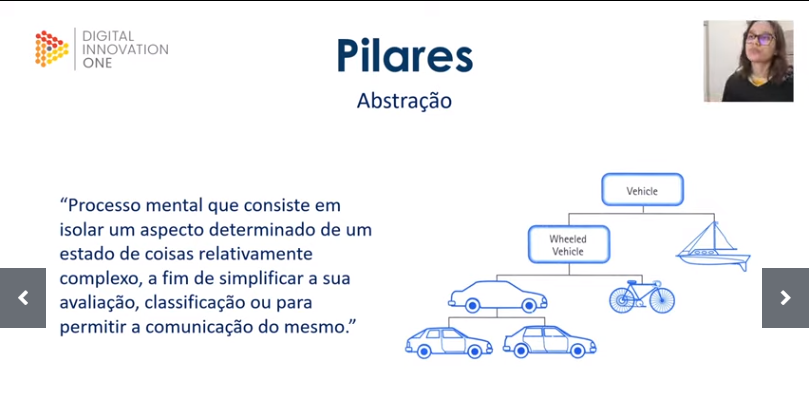 DIGITAL
INNOVATION
ONE
Pilares
Abstração
“Processo mental que consiste em
isolar um aspecto determinado de um
estado de coisas relativamente
complexo, a fim de simplificar a sua
avaliação, classificação ou para
permitir a comunicação do mesmo.”
Vehicle
Wheeled
Vehicle